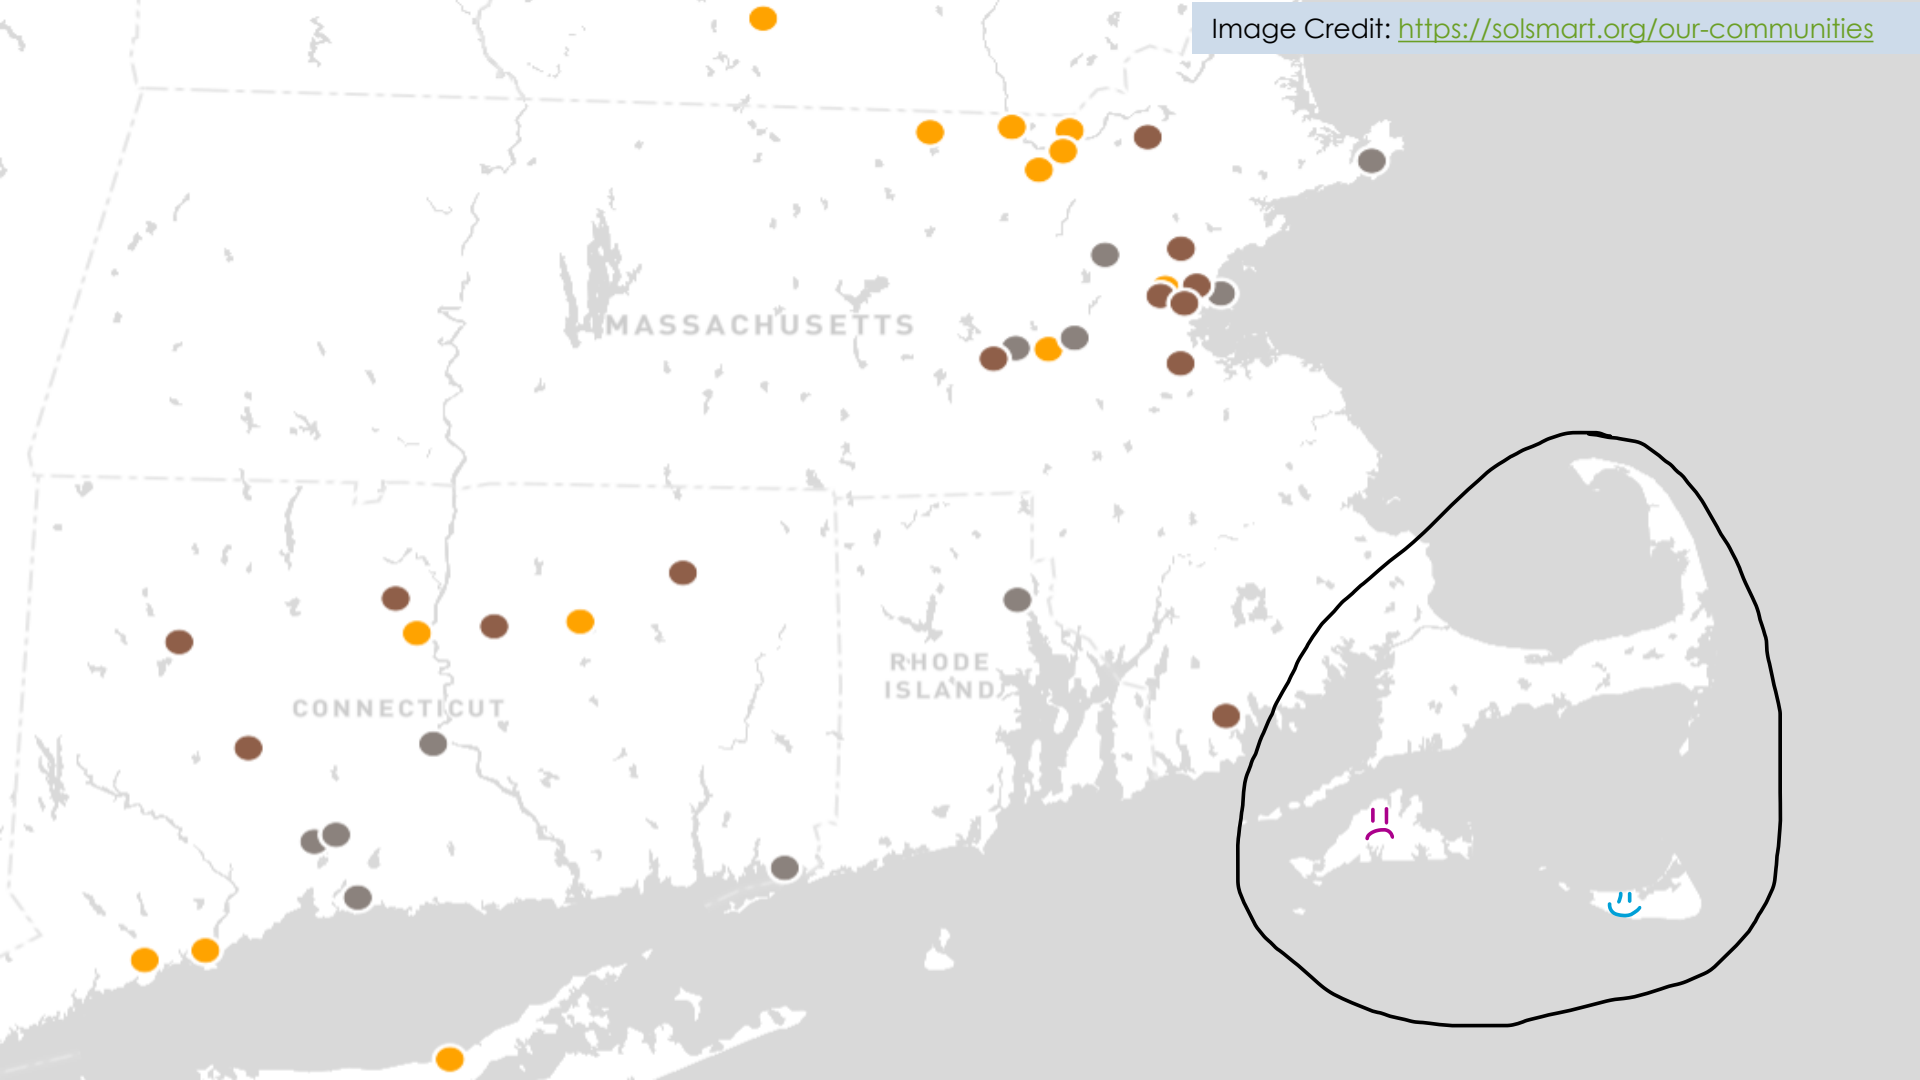 Image Credit: https://solsmart.org/our-communities
MASSACHUSETTS
RHODE
ISLAND
CONNECTICUT